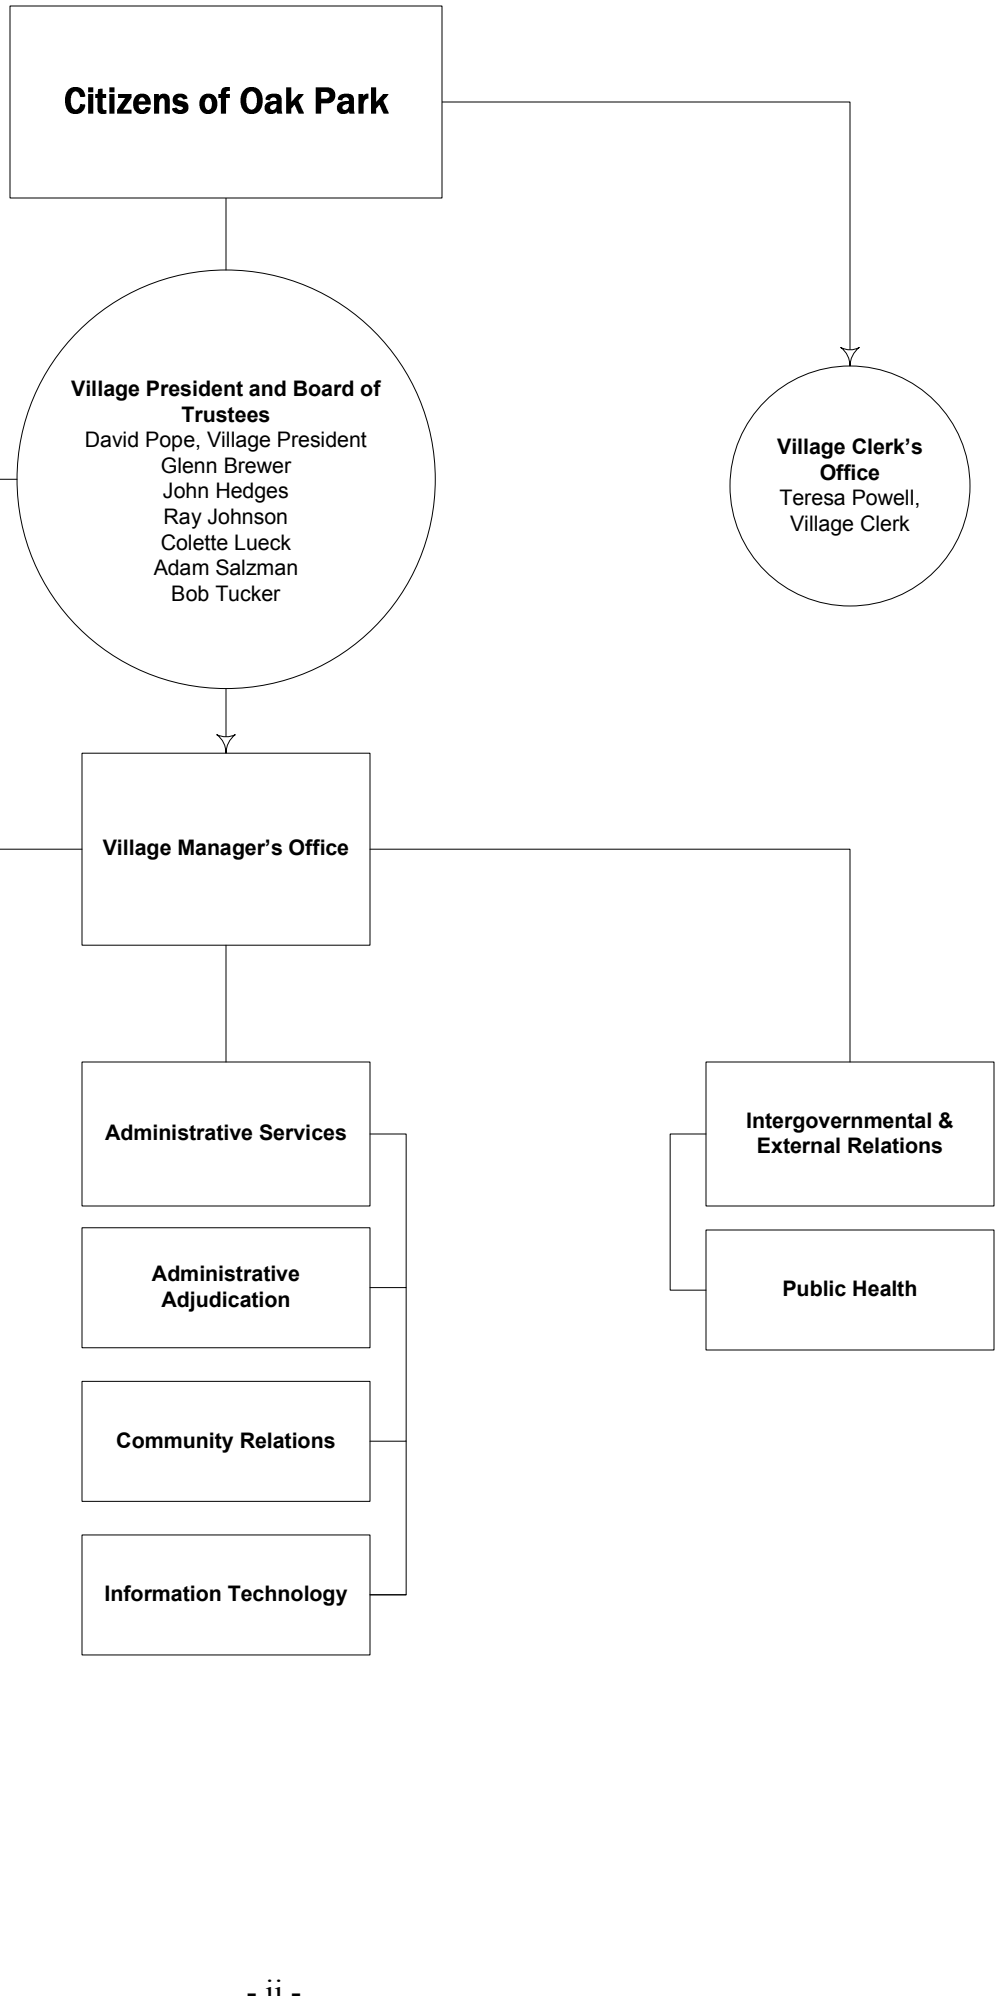 Citizens of Oak Park
Village President and Board of
Trustees
David Pope, Village President
Glenn Brewer
John Hedges
Ray Johnson
Colette Lueck
Adam Salzman
Bob Tucker
Village Clerk’s
Office
Teresa Powell,
Village Clerk
Village Manager’s Office
Administrative Services
Intergovernmental &
External Relations
Administrative
Adjudication
Public Health
Community Relations
Information Technology
- ii -